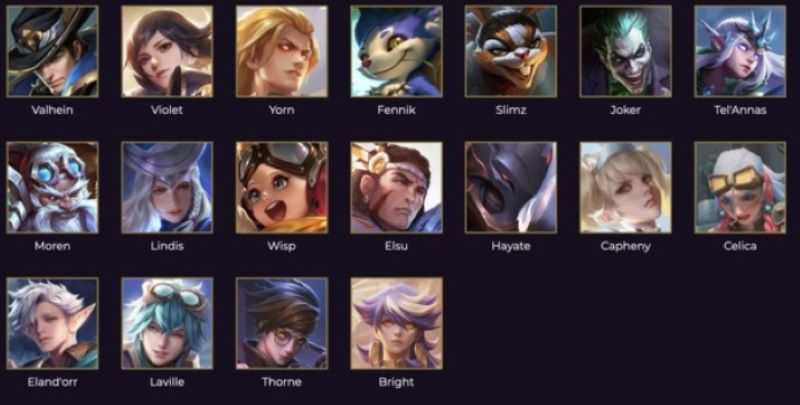 Valhein Violet Yorn Fennik Slimz Joker Tel'Annas
Moren Lindis Wisp Elsu Hayate Capheny Celica
Eland'orr Laville Thorne Bright